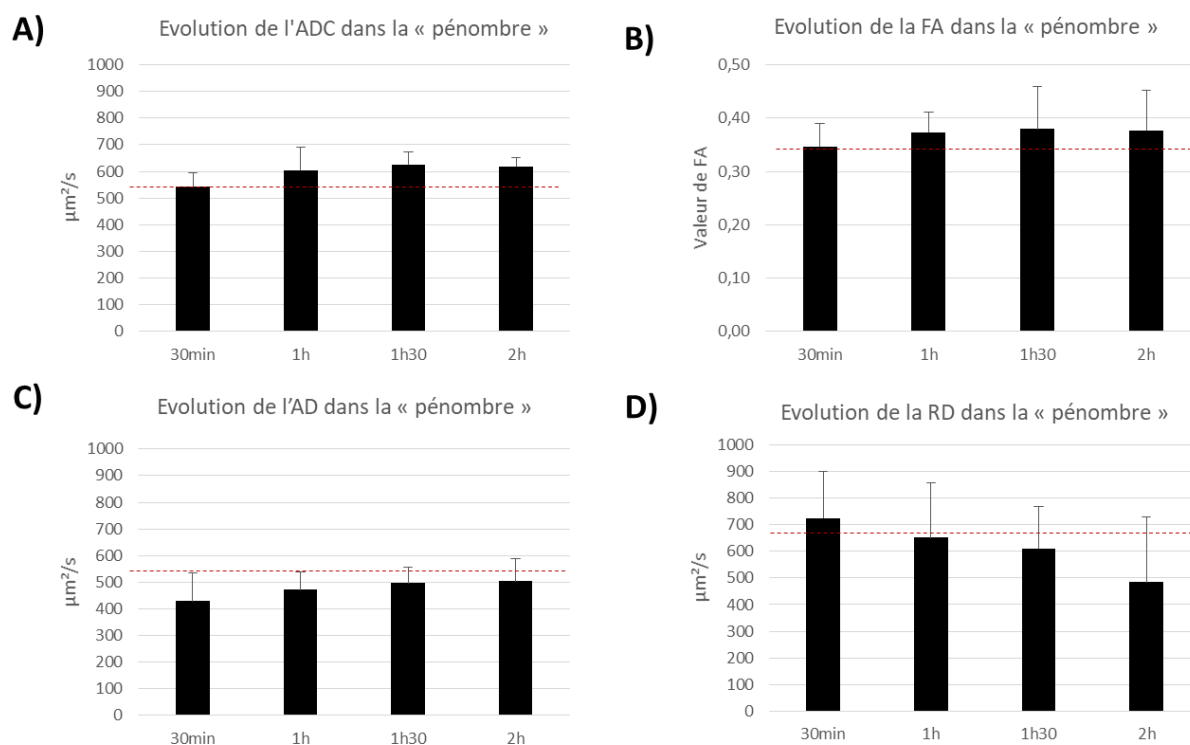 A)
Evolution de l'ADC dans la « pénombre »
1000
900
800
700
600
500
400
300
200
100
0
µm²/s
30min 1h 1h30 2h
B)
Evolution de la FA dans la « pénombre »
0,50
0,40
0,30
0,20
0,10
0,00
Valeur de FA
30min 1h 1h30 2h
C)
Evolution de l’AD dans la « pénombre »
1000
900
800
700
600
500
400
300
200
100
0
µm²/s
30min 1h 1h30 2h
D)
Evolution de la RD dans la « pénombre »
1000
900
800
700
600
500
400
300
200
100
0
µm²/s
30min 1h 1h30 2h